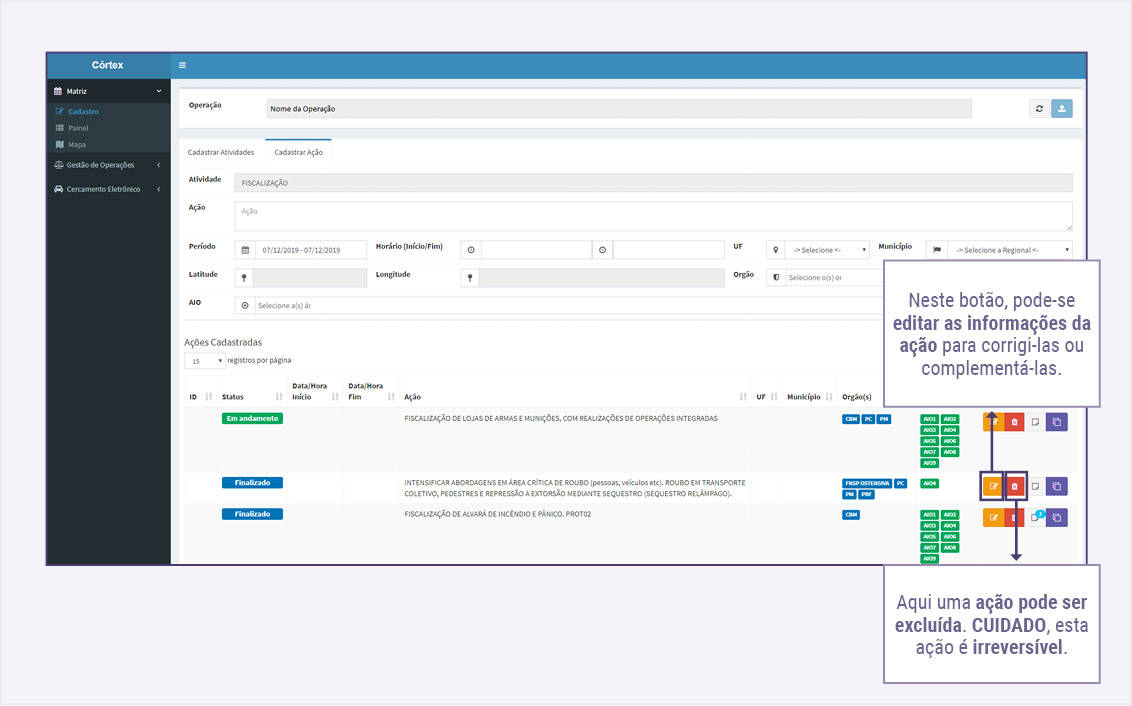 Córtex
Matriz
Cadastro
Painel
Mapa
Gestão de Operações
Cercamento Eletrônico
Operação
Nome da Operação
Cadastrar Atividades
Cadastrar Ação
Atividade
FISCALIZAÇÃO
Ação
Ação
Período
07/12/2019 - 07/12/2019
Horário (Início/Fim)
UF
-> Selecione <-
Município
-> Selecione a Regional <-
Latitude
Longitude
Orgão
Selecione o(s) or
AIO
Selecione a(s) ár
Neste botão, pode-se
editar as informações da
ação para corrigi-las ou
complementá-las.
Ações Cadastradas
15 registros por página
ID Status Data/Hora Início Data/Hora Fim Ação UF Município Orgão(s)
Em andamento FISCALIZAÇÃO DE LOJAS DE ARMAS E MUNIÇÕES, COM REALIZAÇÕES DE OPERAÇÕES INTEGRADAS CBM PC PM AIO1 AIO2
AIO3 AIO4
AIO5 AIO6
AIO7 AIO8
AIO9
Finalizado INTENSIFICAR ABORDAGENS EM ÁREA CRÍTICA DE ROUBO (pessoas, veículos etc). ROUBO EM TRANSPORTE FNSP OSTENSIVA PC AIO4
COLETIVO, PEDESTRES E REPRESSÃO A EXTORSÃO MEDIANTE SEQUESTRO (SEQUESTRO RELÂMPAGO). PM PRF
Finalizado FISCALIZAÇÃO DE ALVARÁ DE INCÊNDIO E PÂNICO. PROT02 CBM AIO1 AIO2
AIO3 AIO4
AIO5 AIO6
AIO7 AIO8
AIO9
Aqui uma ação pode ser
excluída. CUIDADO, esta
ação é irreversível.